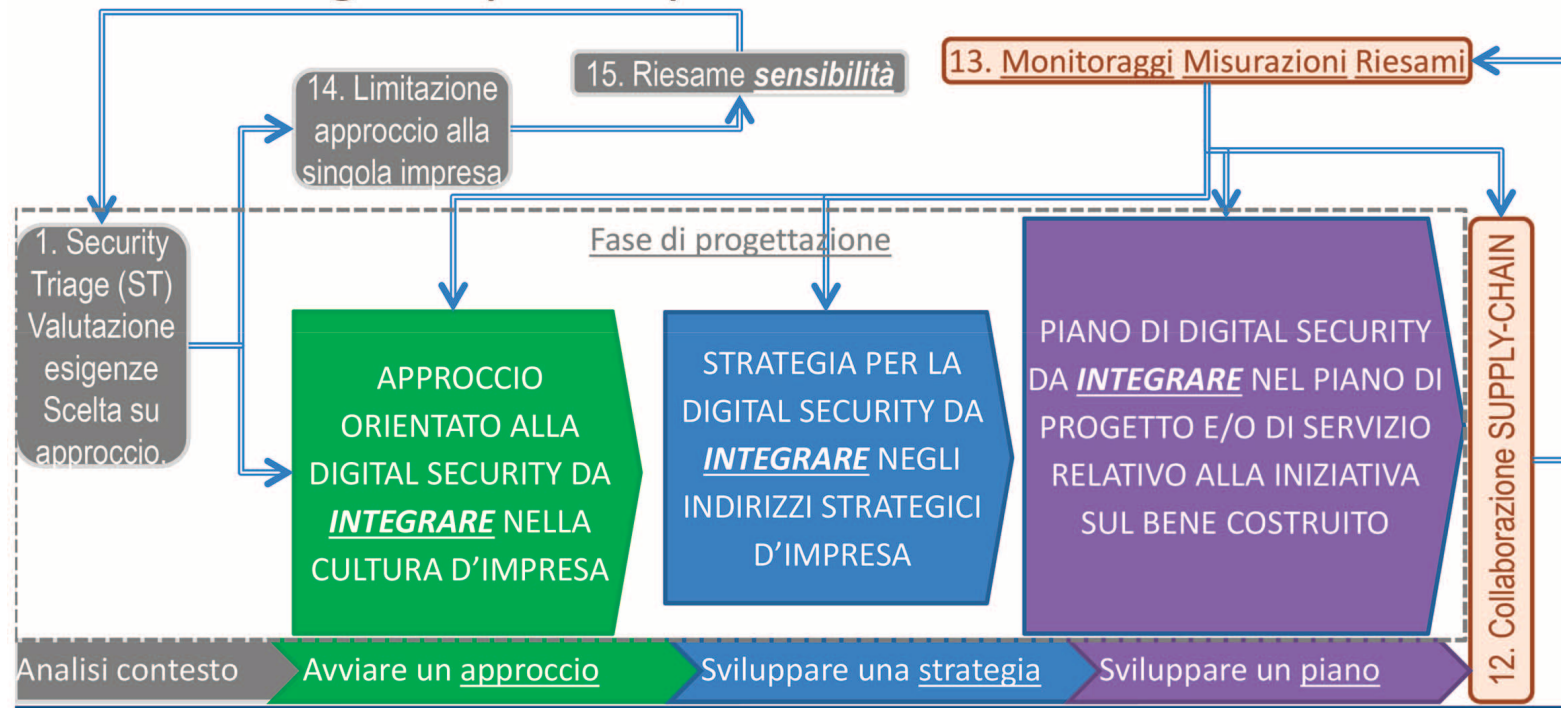 15. Riesame sensibilità
13. Monitoraggi Misurazioni Riesami
14. Limitazione
approccio alla
singola impresa
1. Security
Triage (ST)
Valutazione
esigenze
Scelta su
approccio.
Fase di progettazione
APPROCCIO
ORIENTATO ALLA
DIGITAL SECURITY DA
INTEGRARE NELLA
CULTURA D'IMPRESA
STRATEGIA PER LA
DIGITAL SECURITY DA
INTEGRARE NEGLI
INDIRIZZI STRATEGICI
D'IMPRESA
PIANO DI DIGITAL SECURITY
DA INTEGRARE NEL PIANO DI
PROGETTO E/O DI SERVIZIO
RELATIVO ALLA INIZIATIVA
SUL BENE COSTRUITO
12. Collaborazione SUPPLY-CHAIN
Analisi contesto
Avviare un approccio
Sviluppare una strategia
Sviluppare un piano